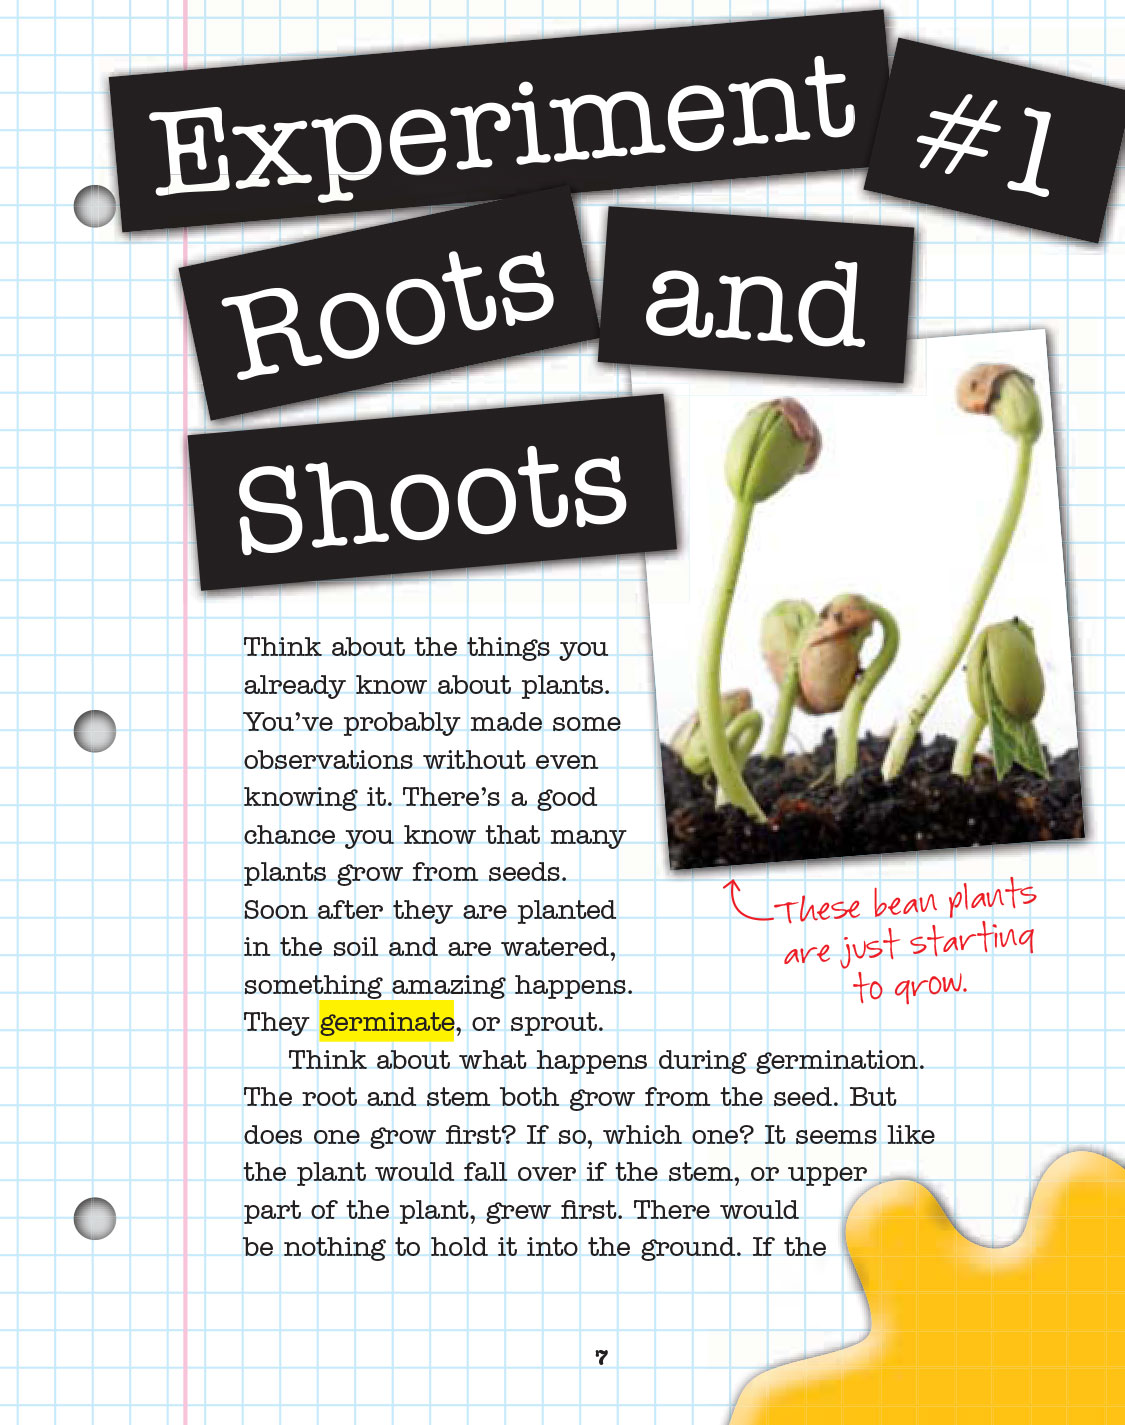 Experiment #1
Roots and
Shoots
Think about the things you
already know about plants.
You’ve probably made some
observations without even
knowing it. There’s a good
chance you know that many
plants grow from seeds.
Soon after they are planted
in the soil and are watered,
something amazing happens.
They germinate, or sprout.
Think about what happens during germination.
The root and stem both grow from the seed. But
does one grow first? If so, which one? It seems like
the plant would fall over if the stem, or upper
part of the plant, grew first. There would
be nothing to hold it into the ground. If the
These bean plants
are just starting
to grow.
7